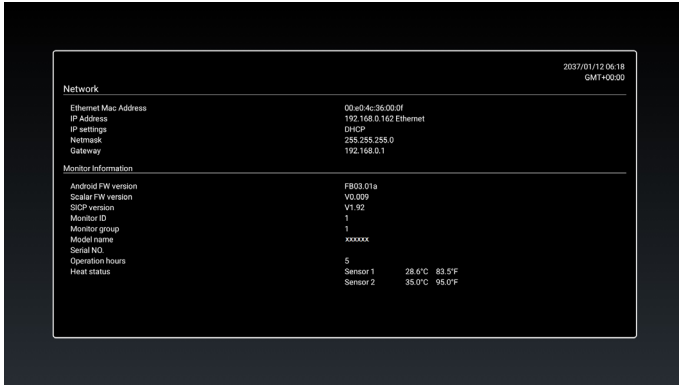 2037/01/12 06:18
GMT+00:00
Network
Ethernet Mac Address 00:e0:4c:36:00:0f
IP Address 192.168.0.162 Ethernet
IP settings DHCP
Netmask 255.255.255.0
Gateway 192.168.0.1
Monitor Information
Android FW version FB03.01a
Scalar FW version V0.009
SICP version V1.92
Monitor ID 1
Monitor group 1
Model name xxxxxx
Serial NO.
Operation hours 5
Heat status Sensor 1 28.6°C 83.5°F
Sensor 2 35.0°C 95.0°F